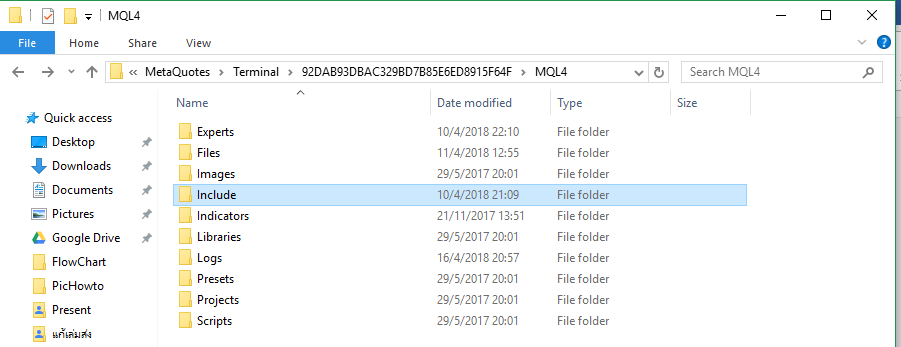 MQL4
File Home Share View
MetaQuotes Terminal 92DAB93DBAC329BD7B85E6ED8915F64F MQL4 Search MQL4
Name Date modified Type Size
Quick access
Desktop
Downloads
Documents
Pictures
Google Drive
FlowChart
PicHowto
Present
แก้เล่มส่ง
Experts 10/4/2018 22:10 File folder
Files 11/4/2018 12:55 File folder
Images 29/5/2017 20:01 File folder
Include 10/4/2018 21:09 File folder
Indicators 21/11/2017 13:51 File folder
Libraries 29/5/2017 20:01 File folder
Logs 16/4/2018 20:57 File folder
Presets 29/5/2017 20:01 File folder
Projects 29/5/2017 20:01 File folder
Scripts 29/5/2017 20:01 File folder